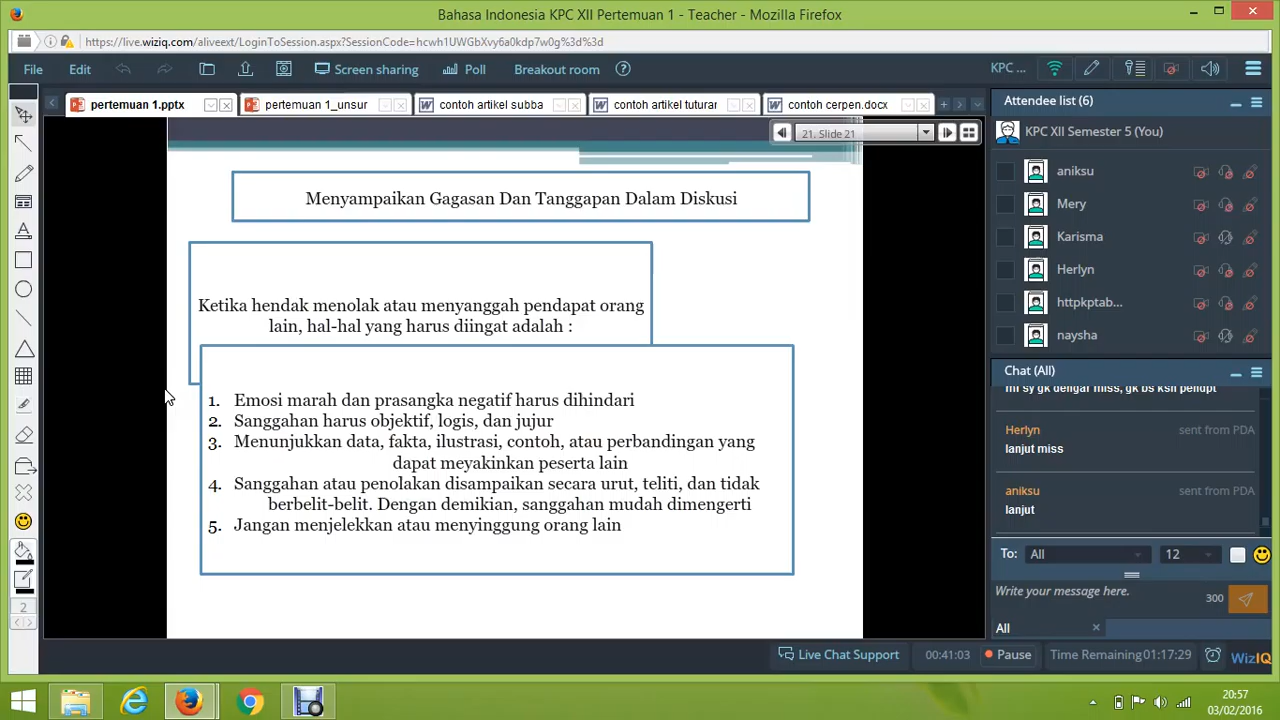 Bahasa Indonesia KPC XII Pertemuan 1 - Teacher - Mozilla Firefox
https://live.wiziq.com/aliveext/LoginToSession.aspx?SessionCode=hcwh1UWGbXvy6a0kdp7w0g%3d%3d
File Edit Screen sharing Poll Breakout room KPC ...
pertemuan 1.pptx pertemuan 1_unsur contoh artikel subba contoh artikel tuturar contoh cerpen.docx
21. Slide 21
Menyampaikan Gagasan Dan Tanggapan Dalam Diskusi
Ketika hendak menolak atau menyanggah pendapat orang
lain, hal-hal yang harus diingat adalah :
1. Emosi marah dan prasangka negatif harus dihindari
2. Sanggahan harus objektif, logis, dan jujur
3. Menunjukkan data, fakta, ilustrasi, contoh, atau perbandingan yang
dapat meyakinkan peserta lain
4. Sanggahan atau penolakan disampaikan secara urut, teliti, dan tidak
berbelit-belit. Dengan demikian, sanggahan mudah dimengerti
5. Jangan menjelekkan atau menyinggung orang lain
2
Attendee list (6)
KPC XII Semester 5 (You)
aniksu
Mery
Karisma
Herlyn
httpkptab...
naysha
Chat (All)
Herlyn sent from PDA
lanjut miss
aniksu sent from PDA
lanjut
To: All 12
Write your message here. 300
All
Live Chat Support 00:41:03 Pause Time Remaining 01:17:29 WizIQ
20:57
03/02/2016